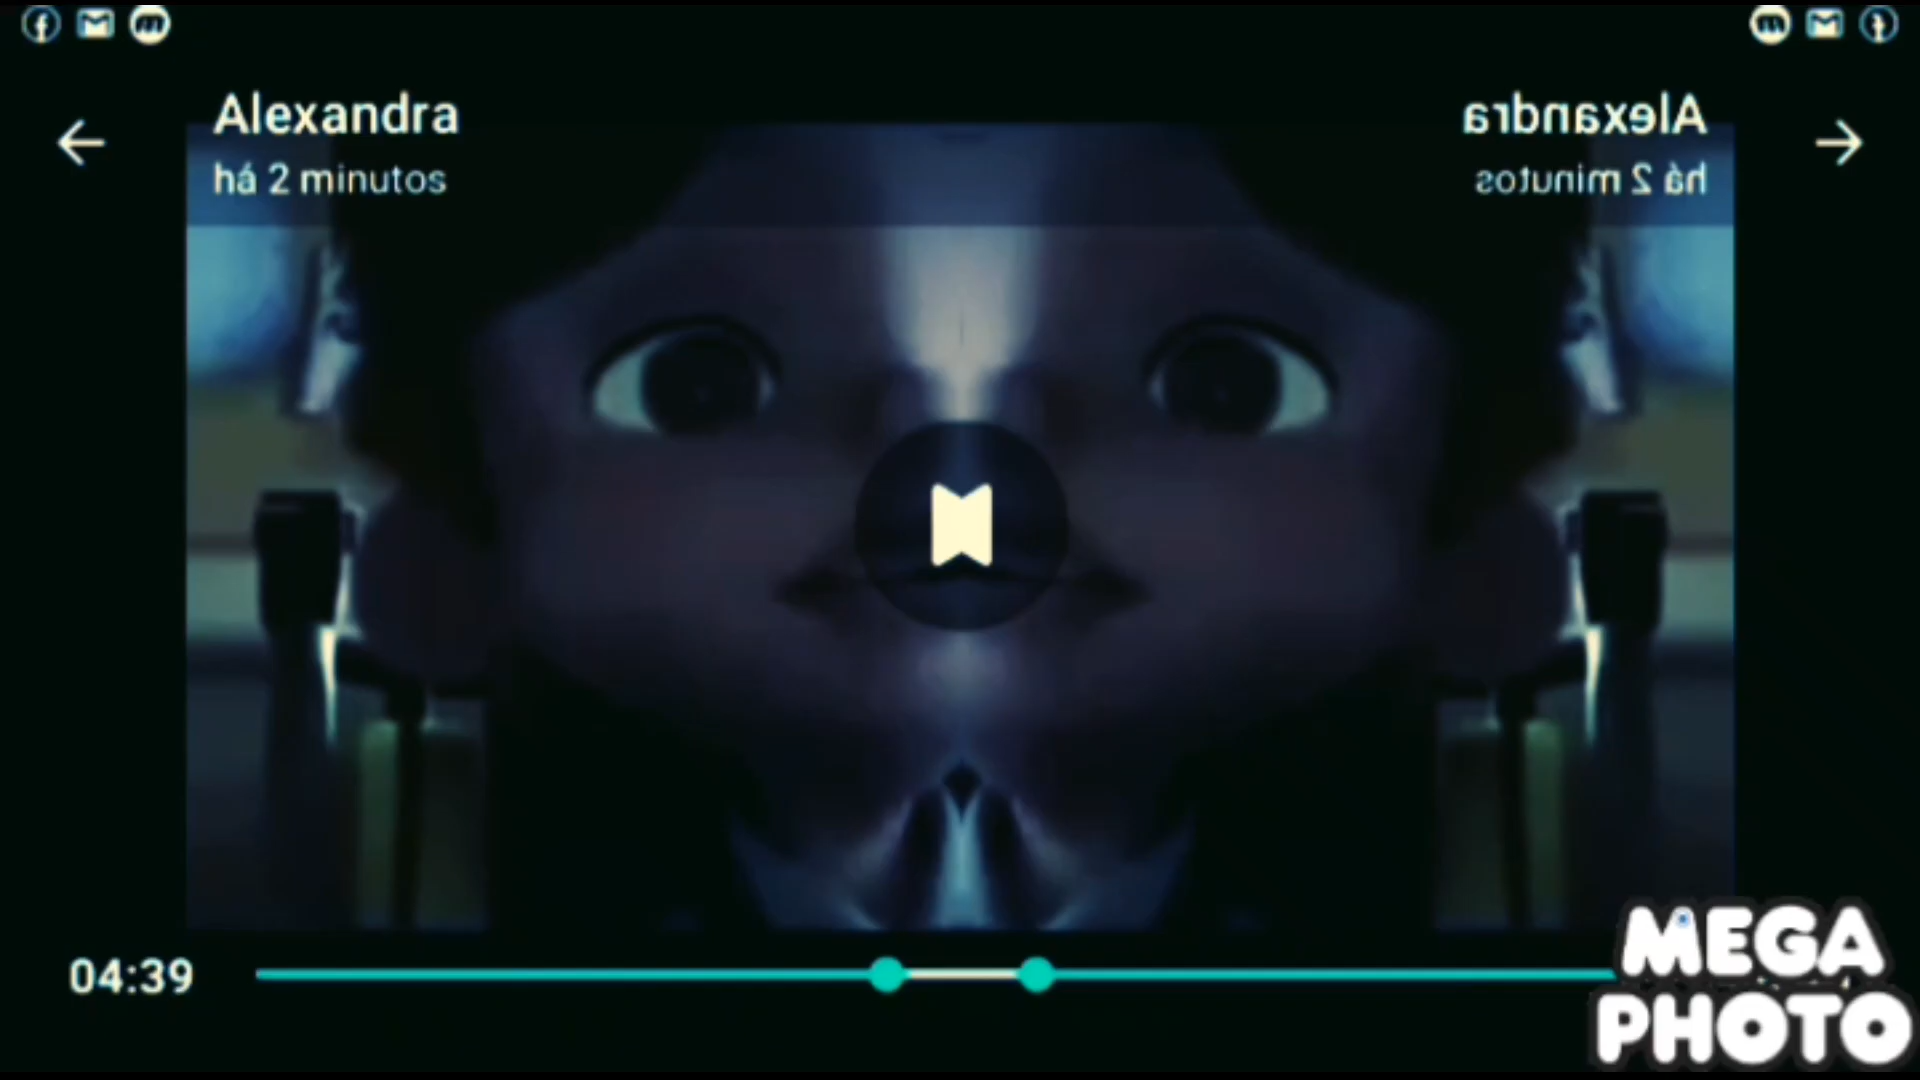 Alexandra
há 2 minutos
Alexandra
há 2 minutos
04:39
MEGA
PHOTO